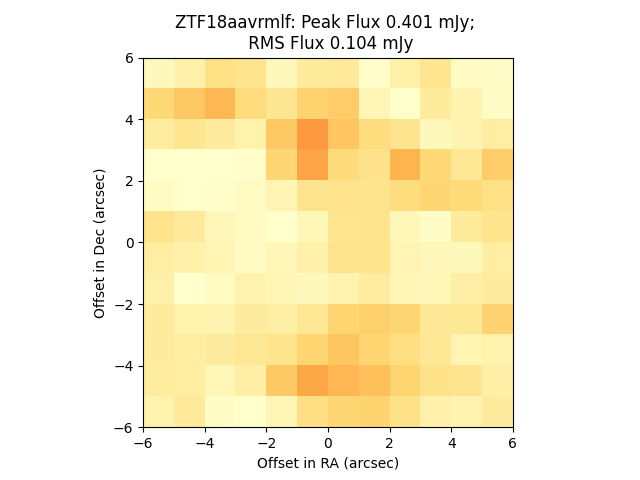 ZTF18aavrmlf: Peak Flux 0.401 mJy;
RMS Flux 0.104 mJy
6
4
2
0
−2
−4
−6
Offset in Dec (arcsec)
−6 −4 −2 0 2 4 6
Offset in RA (arcsec)